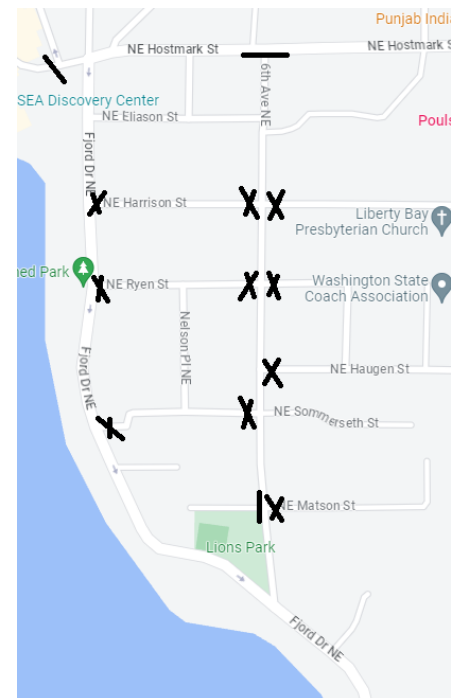 Punjab India
NE Hostmark St
NE Hostmark S
6th Ave NE
SEA Discovery Center
NE Eliason St
Pouls
Fjord Dr NE
NE Harrison St
Liberty Bay
Presbyterian Church
ned Park
NE Ryen St
Washington State
Coach Association
Nelson Pl NE
Fjord Dr NE
NE Haugen St
NE Sommerseth St
NE Matson St
Lions Park
Fjord Dr NE